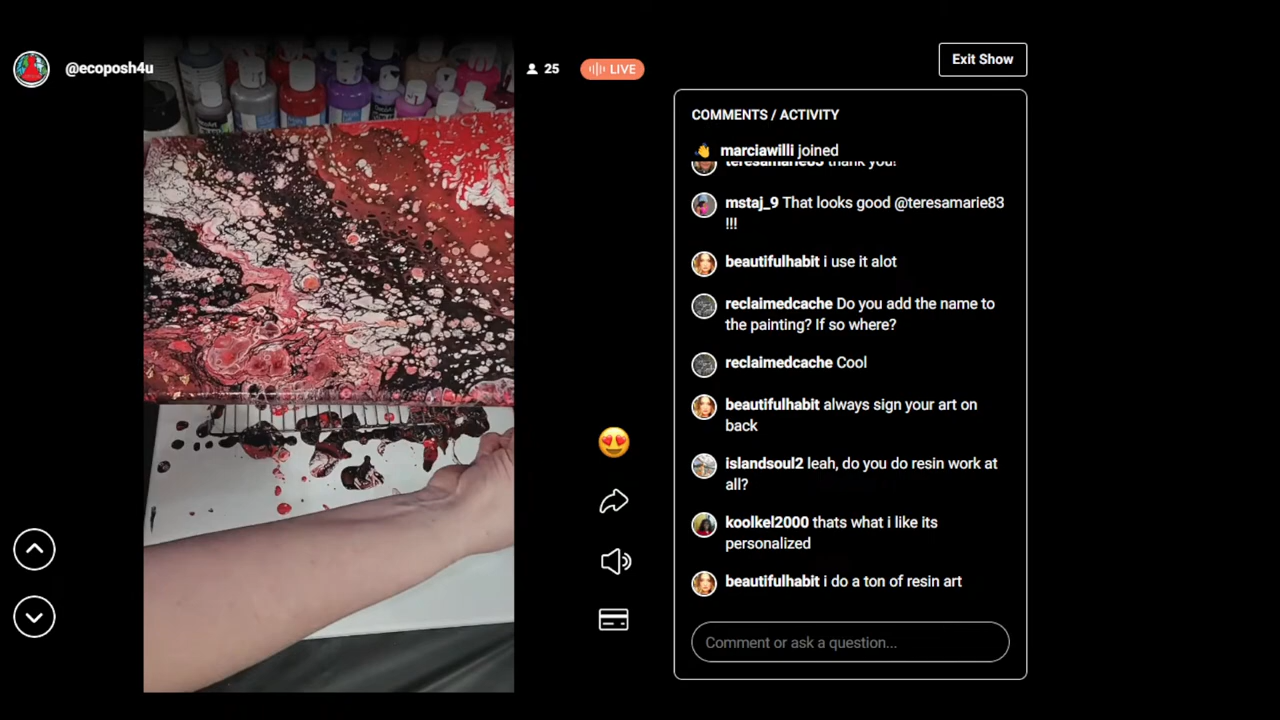 @ecoposh4u
25
LIVE
Exit Show
COMMENTS / ACTIVITY
marciawilli joined
teresamarie83 thank you!
mstaj_9 That looks good @teresamarie83
!!!
beautifulhabit i use it alot
reclaimedcache Do you add the name to
the painting? If so where?
reclaimedcache Cool
beautifulhabit always sign your art on
back
islandsoul2 leah, do you do resin work at
all?
koolkel2000 thats what i like its
personalized
beautifulhabit i do a ton of resin art
Comment or ask a question...